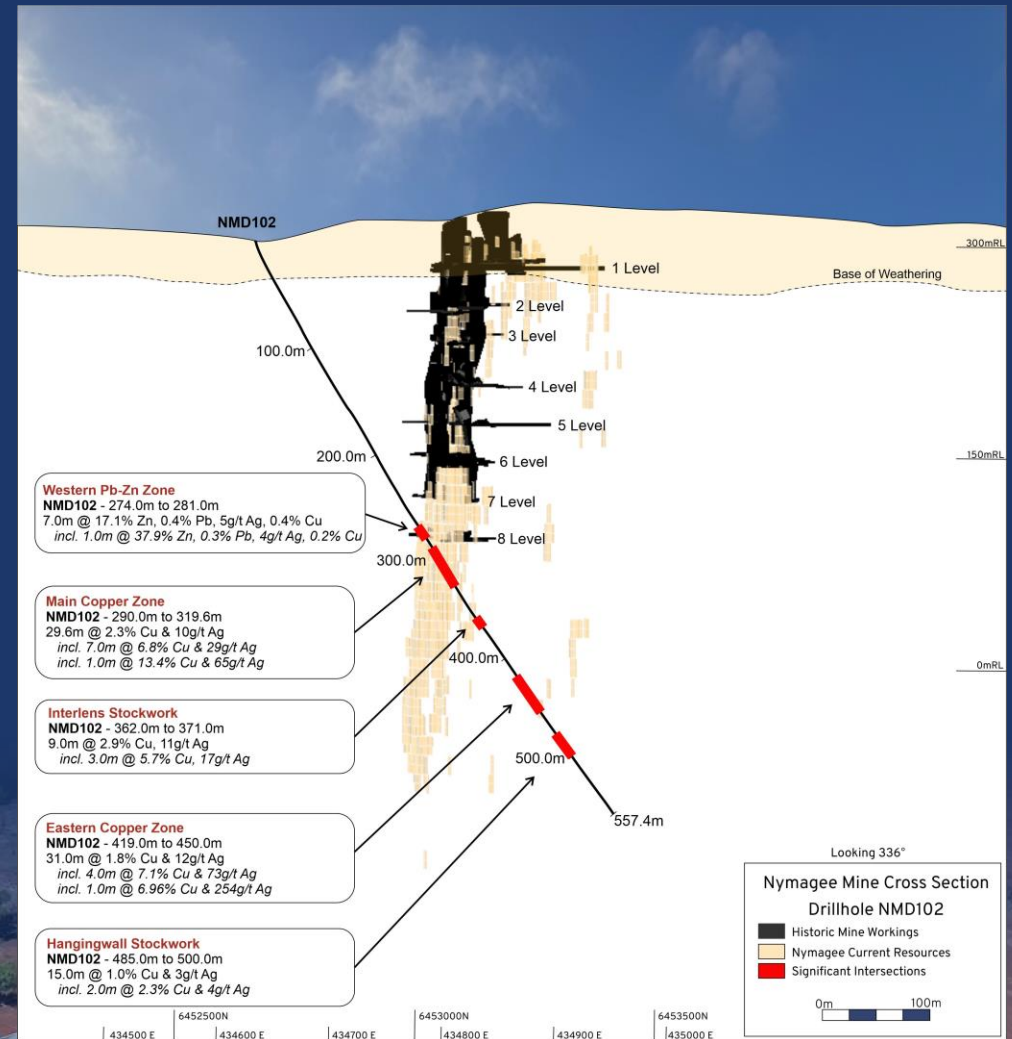 NMD102
300mRL
1 Level
Base of Weathering
2 Level
3 Level
100.0m
4 Level
5 Level
200.0m
150mRL
6 Level
Western Pb-Zn Zone
NMD102 - 274.0m to 281.0m
7.0m @ 17.1% Zn, 0.4% Pb, 5g/t Ag, 0.4% Cu
incl. 1.0m @ 37.9% Zn, 0.3% Pb, 4g/t Ag, 0.2% Cu
7 Level
8 Level
300.0m
Main Copper Zone
NMD102 - 290.0m to 319.6m
29.6m @ 2.3% Cu & 10g/t Ag
incl. 7.0m @ 6.8% Cu & 29g/t Ag
incl. 1.0m @ 13.4% Cu & 65g/t Ag
400.0m
0mRL
Interlens Stockwork
NMD102 - 362.0m to 371.0m
9.0m @ 2.9% Cu, 11g/t Ag
incl. 3.0m @ 5.7% Cu, 17g/t Ag
500.0m
Eastern Copper Zone
NMD102 - 419.0m to 450.0m
31.0m @ 1.8% Cu & 12g/t Ag
incl. 4.0m @ 7.1% Cu & 73g/t Ag
incl. 1.0m @ 6.96% Cu & 254g/t Ag
557.4m
Hangingwall Stockwork
NMD102 - 485.0m to 500.0m
15.0m @ 1.0% Cu & 3g/t Ag
incl. 2.0m @ 2.3% Cu & 4g/t Ag
Looking 336°
Nymagee Mine Cross Section
Drillhole NMD102
Historic Mine Workings
Nymagee Current Resources
Significant Intersections
0m 100m
6452500N 6453000N 6453500N
434500 E 434600 E 434700 E 434800 E 434900 E 435000 E